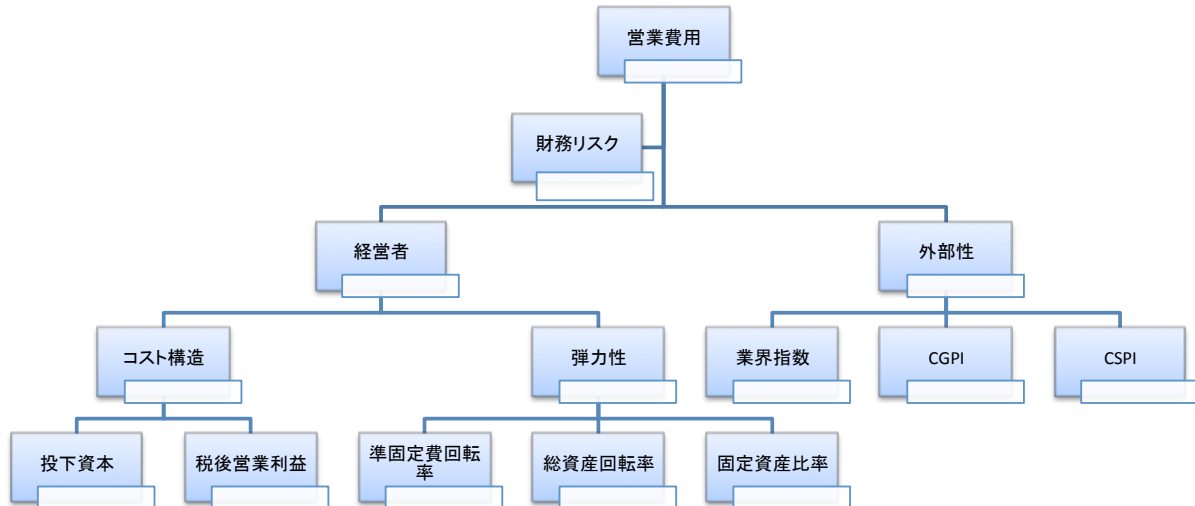 営業費用
財務リスク
経営者
外部性
コスト構造
弾力性
業界指数
CGPI
CSPI
投下資本
税後営業利益
準固定費回転
率
総資産回転率
固定資産比率